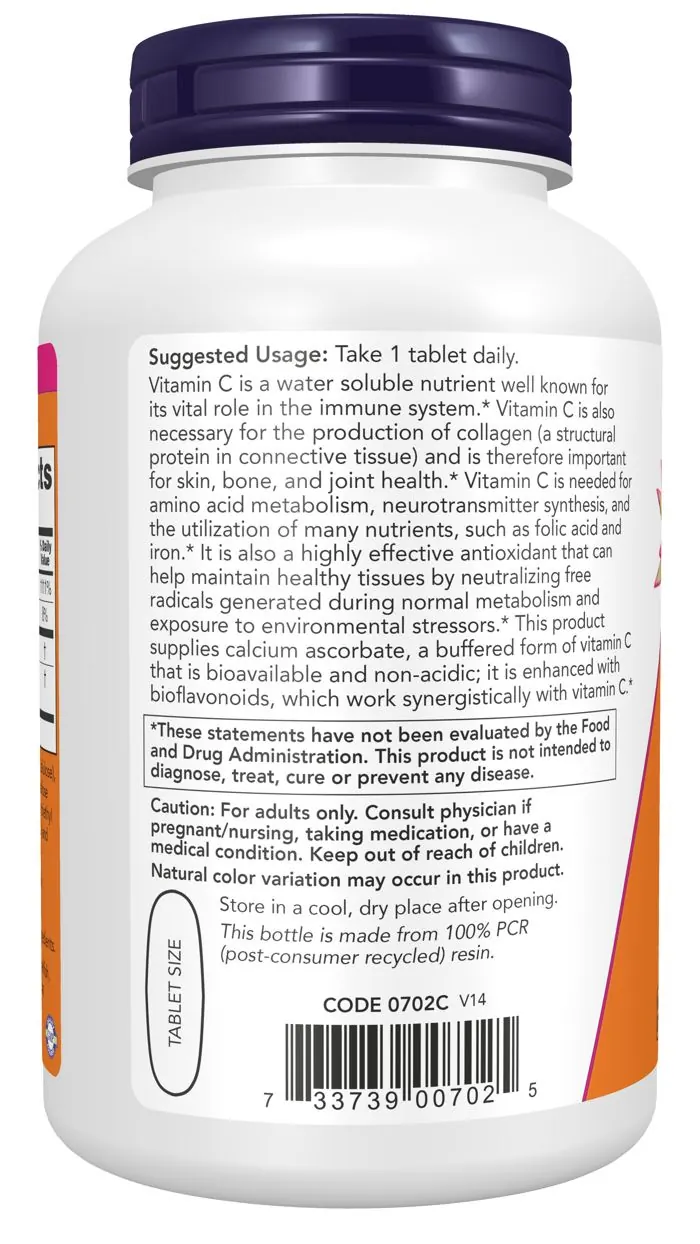 Suggested Usage: Take 1 tablet daily.
Vitamin C is a water soluble nutrient well known for
its vital role in the immune system.* Vitamin C is also
necessary for the production of collagen (a structural
protein in connective tissue) and is therefore important
for skin, bone, and joint health.* Vitamin C is needed for
amino acid metabolism, neurotransmitter synthesis, and
the utilization of many nutrients, such as folic acid and
iron.* It is also a highly effective antioxidant that can
help maintain healthy tissues by neutralizing free
radicals generated during normal metabolism and
exposure to environmental stressors.* This product
supplies calcium ascorbate, a buffered form of vitamin C
that is bioavailable and non-acidic; it is enhanced with
bioflavonoids, which work synergistically with vitamin C.*
*These statements have not been evaluated by the Food
and Drug Administration. This product is not intended to
diagnose, treat, cure or prevent any disease.
Caution: For adults only. Consult physician if
pregnant/nursing, taking medication, or have a
medical condition. Keep out of reach of children.
Natural color variation may occur in this product.
Store in a cool, dry place after opening.
This bottle is made from 100% PCR
(post-consumer recycled) resin.
TABLET SIZE
CODE 0702C V14
7 33739 00702 5
% Daily
Value
111%
8%
†
†